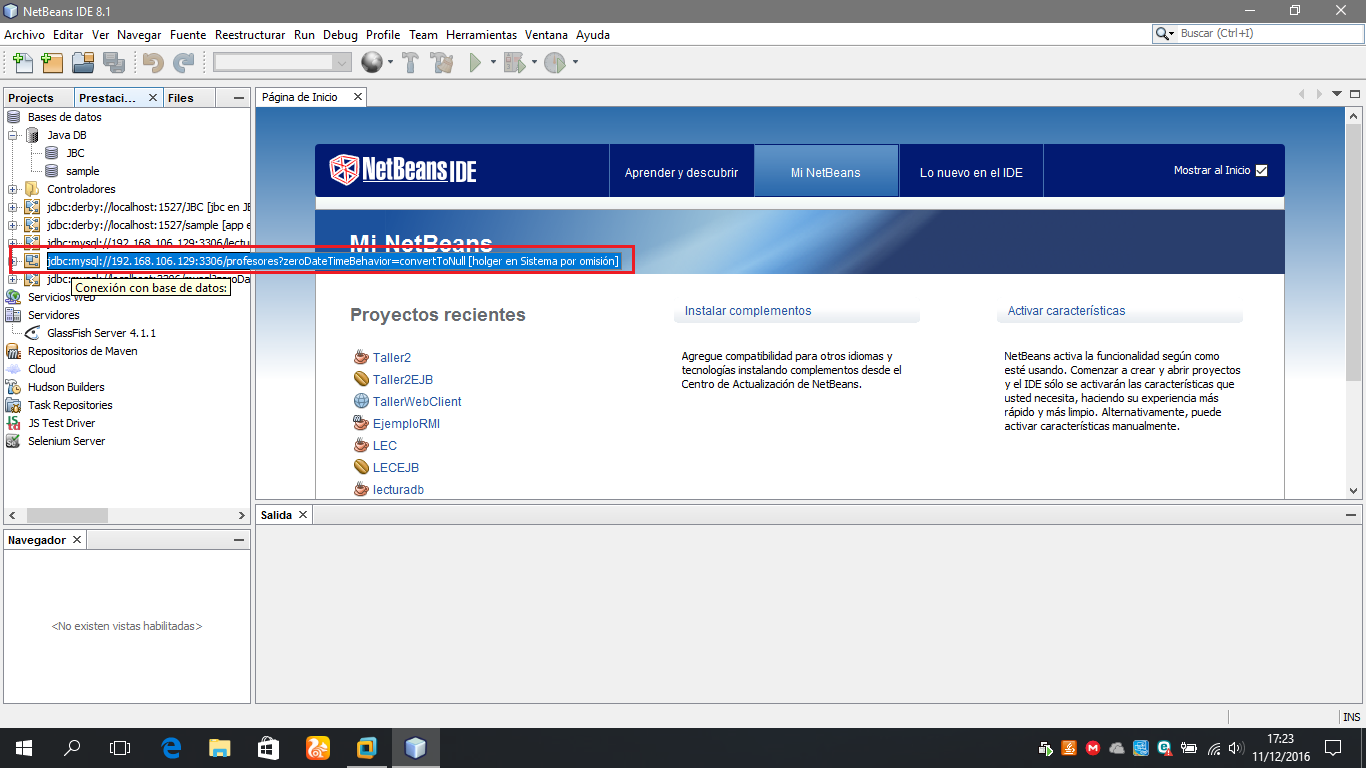 NetBeans IDE 8.1
Archivo Editar Ver Navegar Fuente Reestructurar Run Debug Profile Team Herramientas Ventana Ayuda
Buscar (Ctrl+I)
Projects Prestaci... Files
Página de Inicio
Bases de datos
Java DB
JBC
sample
Controladores
jdbc:derby://localhost:1527/JBC [jbc en JB
jdbc:derby://localhost:1527/sample [app e
jdbc:mysql://192.168.106.129:3306/lectu
jdbc:mysql://192.168.106.129:3306/profesores?zeroDateTimeBehavior=convertToNull [holger en Sistema por omisión]
jdbc:mysql://localhost:3306/mysql?zeroDa
Conexión con base de datos:
Servicios Web
Servidores
GlassFish Server 4.1.1
Repositorios de Maven
Cloud
Hudson Builders
Task Repositories
JS Test Driver
Selenium Server
NetBeans IDE
Aprender y descubrir
Mi NetBeans
Lo nuevo en el IDE
Mostrar al Inicio
Mi NetBeans
Proyectos recientes
Taller2
Taller2EJB
TallerWebClient
EjemploRMI
LEC
LECEJB
lecturadb
Instalar complementos
Agregue compatibilidad para otros idiomas y
tecnologías instalando complementos desde el
Centro de Actualización de NetBeans.
Activar características
NetBeans activa la funcionalidad según como
esté usando. Comenzar a crear y abrir proyectos
y el IDE sólo se activarán las características que
usted necesita, haciendo su experiencia más
rápido y más limpio. Alternativamente, puede
activar características manualmente.
Navegador
<No existen vistas habilitadas>
Salida
INS
17:23
11/12/2016